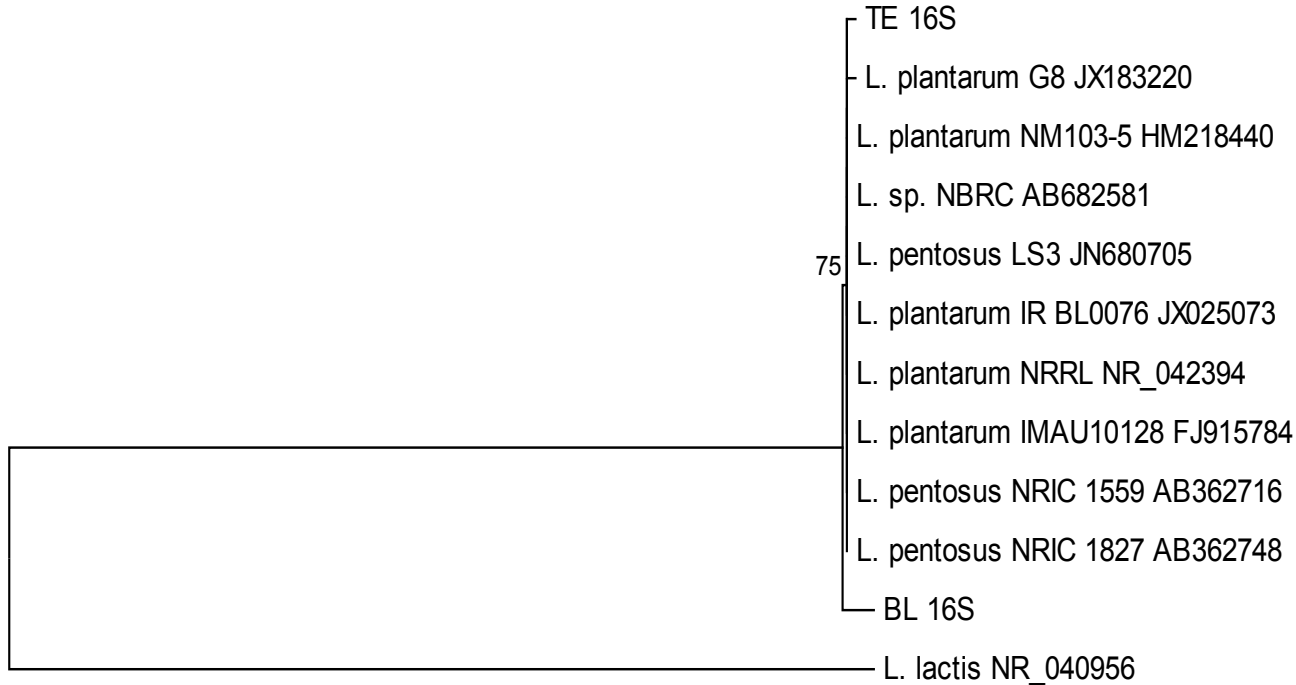 TE 16S
L. plantarum G8 JX183220
L. plantarum NM103-5 HM218440
L. sp. NBRC AB682581
75
L. pentosus LS3 JN680705
L. plantarum IR BL0076 JX025073
L. plantarum NRRL NR_042394
L. plantarum IMAU10128 FJ915784
L. pentosus NRIC 1559 AB362716
L. pentosus NRIC 1827 AB362748
BL 16S
L. lactis NR_040956